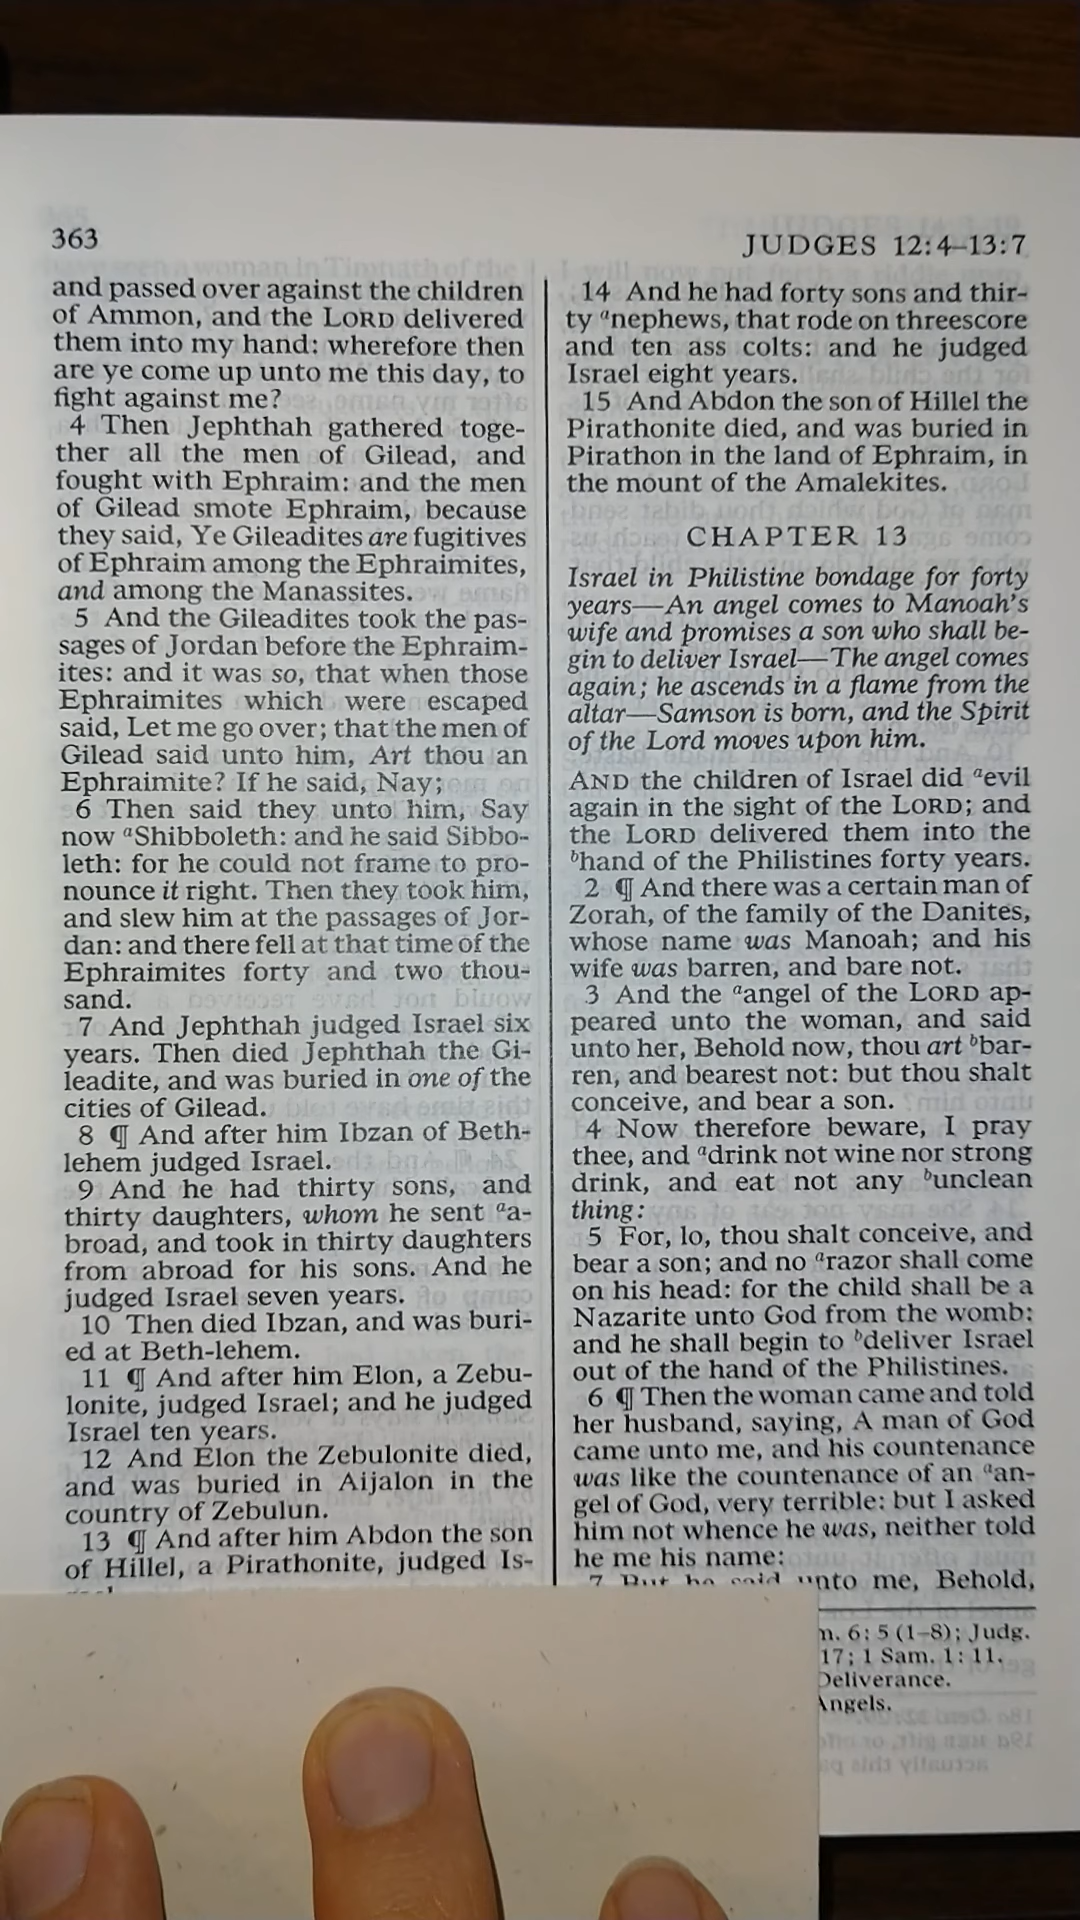 363
JUDGES 12:4–13:7
and passed over against the children
of Ammon, and the LORD delivered
them into my hand: wherefore then
are ye come up unto me this day, to
fight against me?
4 Then Jephthah gathered toge-
ther all the men of Gilead, and
fought with Ephraim: and the men
of Gilead smote Ephraim, because
they said, Ye Gileadites are fugitives
of Ephraim among the Ephraimites,
and among the Manassites.
5 And the Gileadites took the pas-
sages of Jordan before the Ephraim-
ites: and it was so, that when those
Ephraimites which were escaped
said, Let me go over; that the men of
Gilead said unto him, Art thou an
Ephraimite? If he said, Nay;
6 Then said they unto him, Say
now aShibboleth: and he said Sibbo-
leth: for he could not frame to pro-
nounce it right. Then they took him,
and slew him at the passages of Jor-
dan: and there fell at that time of the
Ephraimites forty and two thou-
sand.
7 And Jephthah judged Israel six
years. Then died Jephthah the Gi-
leadite, and was buried in one of the
cities of Gilead.
8 ¶ And after him Ibzan of Beth-
lehem judged Israel.
9 And he had thirty sons, and
thirty daughters, whom he sent aa-
broad, and took in thirty daughters
from abroad for his sons. And he
judged Israel seven years.
10 Then died Ibzan, and was buri-
ed at Beth-lehem.
11 ¶ And after him Elon, a Zebu-
lonite, judged Israel; and he judged
Israel ten years.
12 And Elon the Zebulonite died,
and was buried in Aijalon in the
country of Zebulun.
13 ¶ And after him Abdon the son
of Hillel, a Pirathonite, judged Is-
14 And he had forty sons and thir-
ty anephews, that rode on threescore
and ten ass colts: and he judged
Israel eight years.
15 And Abdon the son of Hillel the
Pirathonite died, and was buried in
Pirathon in the land of Ephraim, in
the mount of the Amalekites.
CHAPTER 13
Israel in Philistine bondage for forty
years—An angel comes to Manoah's
wife and promises a son who shall be-
gin to deliver Israel—The angel comes
again; he ascends in a flame from the
altar—Samson is born, and the Spirit
of the Lord moves upon him.
AND the children of Israel did aevil
again in the sight of the LORD; and
the LORD delivered them into the
bhand of the Philistines forty years.
2 ¶ And there was a certain man of
Zorah, of the family of the Danites,
whose name was Manoah; and his
wife was barren, and bare not.
3 And the aangel of the LORD ap-
peared unto the woman, and said
unto her, Behold now, thou art bbar-
ren, and bearest not: but thou shalt
conceive, and bear a son.
4 Now therefore beware, I pray
thee, and adrink not wine nor strong
drink, and eat not any bunclean
thing:
5 For, lo, thou shalt conceive, and
bear a son; and no arazor shall come
on his head: for the child shall be a
Nazarite unto God from the womb:
and he shall begin to bdeliver Israel
out of the hand of the Philistines.
6 ¶ Then the woman came and told
her husband, saying, A man of God
came unto me, and his countenance
was like the countenance of an aan-
gel of God, very terrible: but I asked
him not whence he was, neither told
he me his name:
7 But he said unto me, Behold,
6:5 (1–8); Judg.
17; 1 Sam. 1:11.
Deliverance.
Angels.